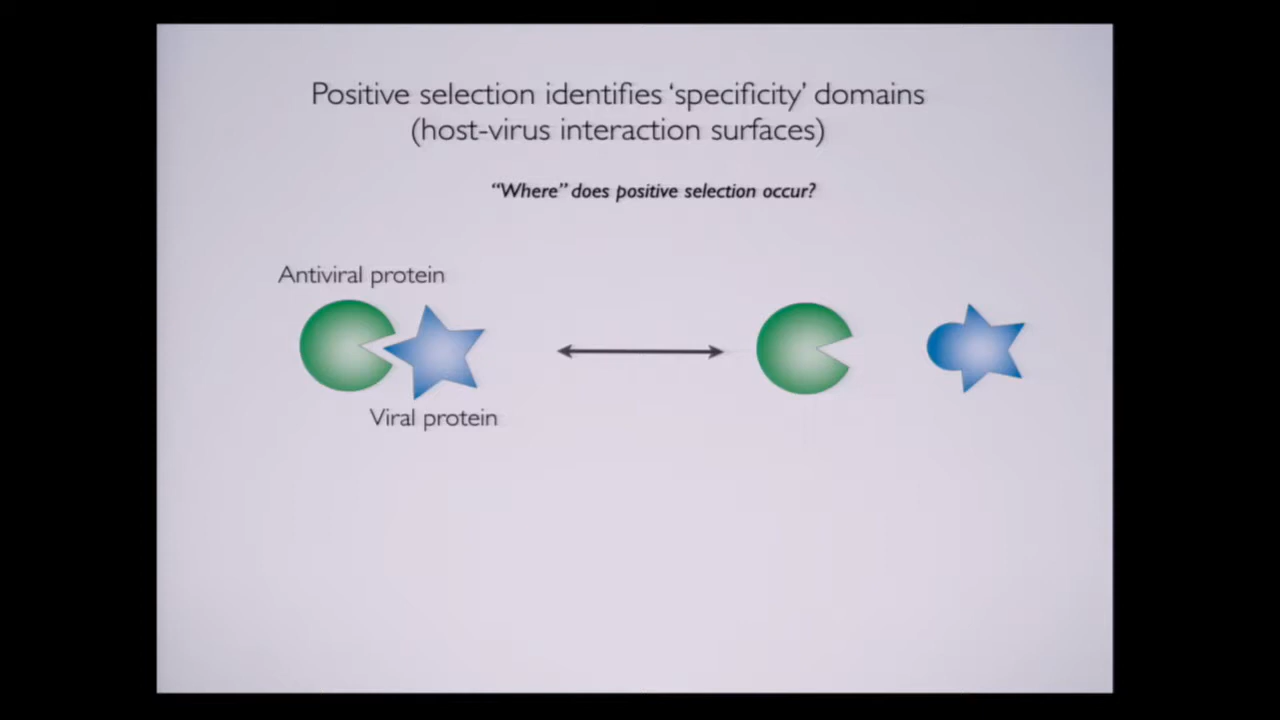 Positive selection identifies ‘specificity’ domains
(host-virus interaction surfaces)
“Where” does positive selection occur?
Antiviral protein
Viral protein